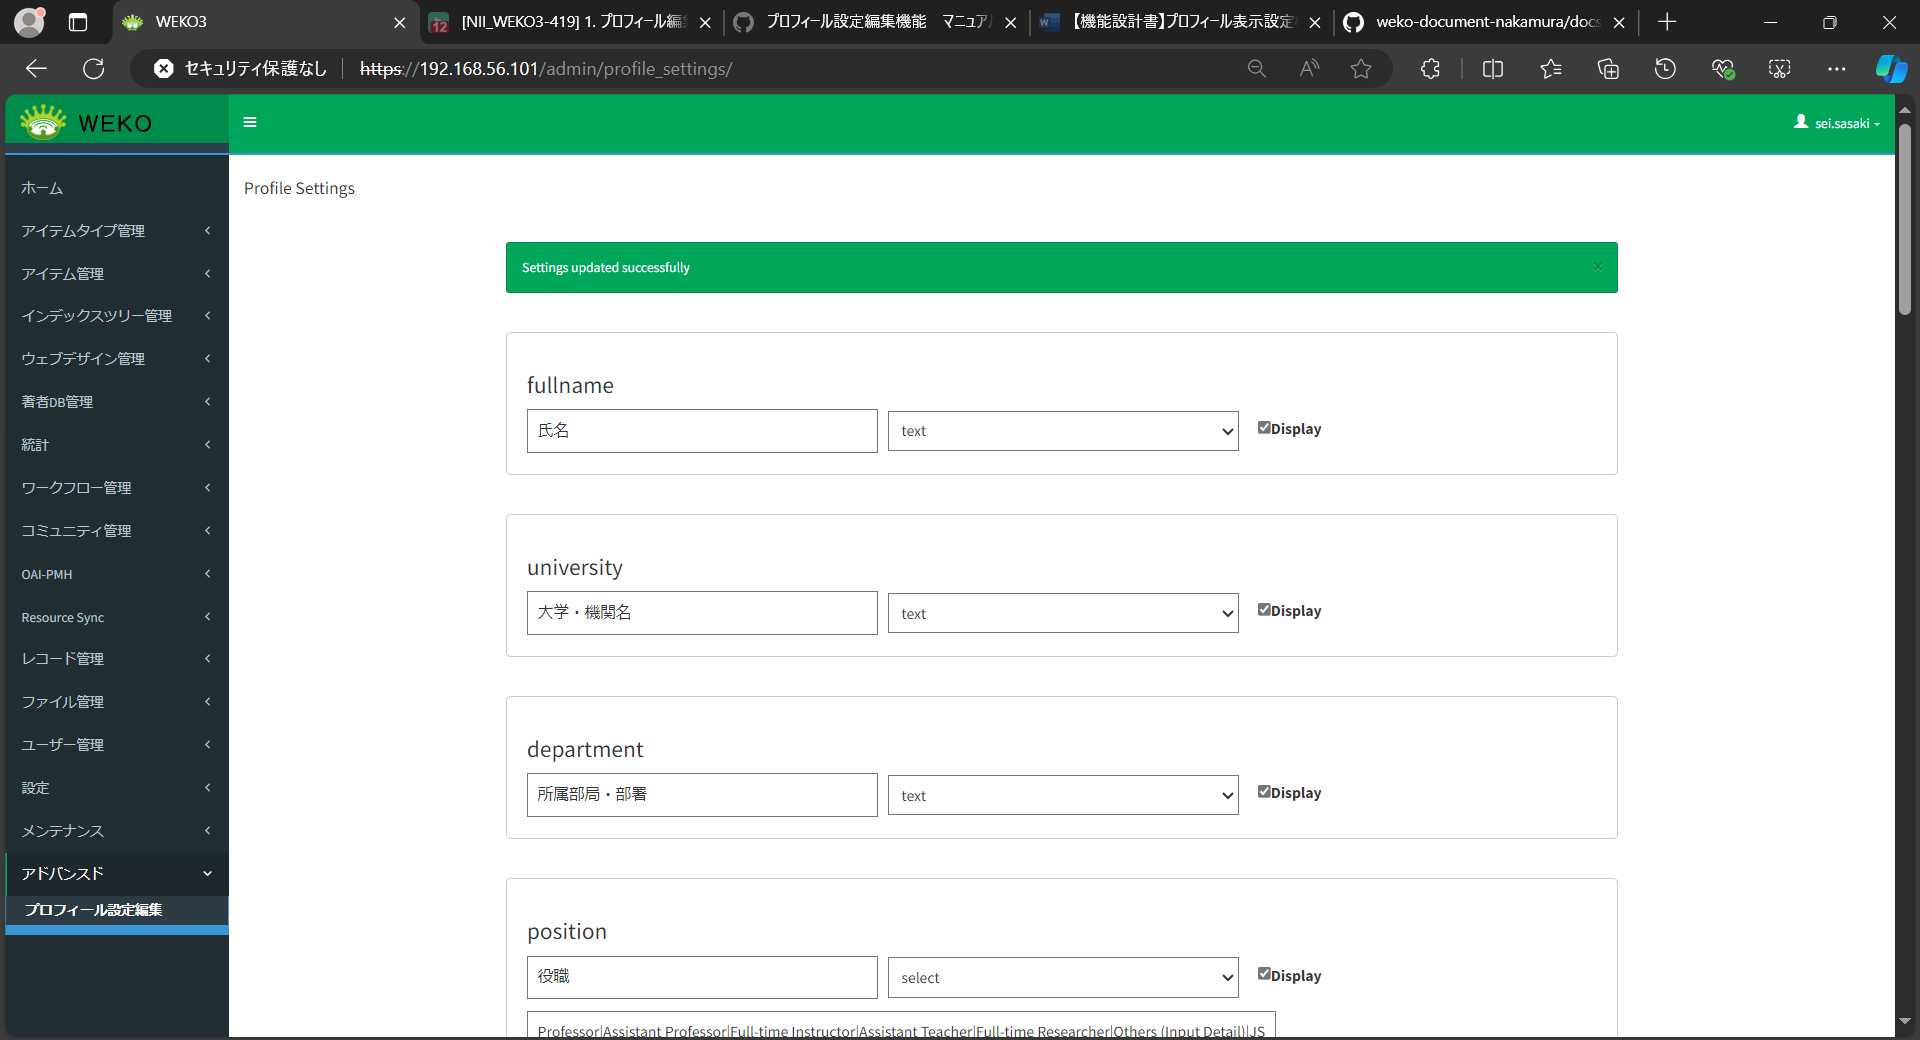 WEKO3
[NII_WEKO3-419] 1. プロフィール編集
プロフィール設定編集機能　マニュアル
【機能設計書】プロフィール表示設定
weko-document-nakamura/docs
セキュリティ保護なし
https://192.168.56.101/admin/profile_settings/
WEKO
sei.sasaki
ホーム
アイテムタイプ管理
アイテム管理
インデックスツリー管理
ウェブデザイン管理
著者DB管理
統計
ワークフロー管理
コミュニティ管理
OAI-PMH
Resource Sync
レコード管理
ファイル管理
ユーザー管理
設定
メンテナンス
アドバンスド
プロフィール設定編集
Profile Settings
Settings updated successfully
×
fullname
氏名
text
Display
university
大学・機関名
text
Display
department
所属部局・部署
text
Display
position
役職
select
Display
Professor|Assistant Professor|Full-time Instructor|Assistant Teacher|Full-time Researcher|Others (Input Detail)|JS